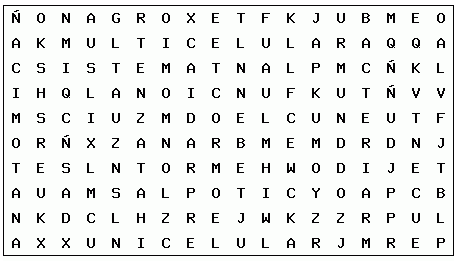 Ñ O N A G R O X E T F K J U B M E O
A K M U L T I C E L U L A R A Q Q A
C S I S T E M A T N A L P M C Ñ K L
I H Q L A N O I C N U F K U T Ñ V V
M S C I U Z M D O E L C U N E U T F
O R Ñ X Z A N A R B M E M D R D N J
T E S L N T O R M E H W O D I J E T
A U A M S A L P O T I C Y O A P C B
N K D C L H Z R E J W K Z Z R P U L
A X X U N I C E L U L A R J M R E P